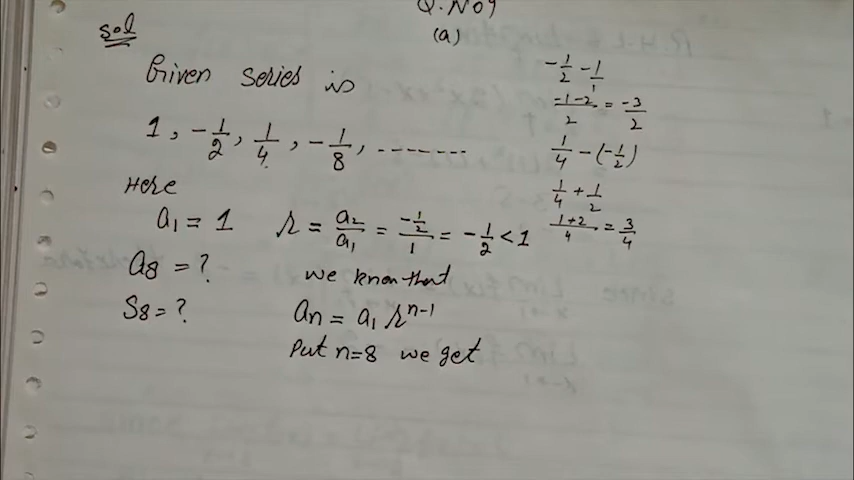 Q.No9
(a)
sol
Given series is
1, -1/2, 1/4, -1/8, ........
Here
a₁ = 1   r = a₂/a₁ = (-1/2)/1 = -1/2 < 1
a₈ = ?   we know that
S₈ = ?   aₙ = a₁ rⁿ⁻¹
Put n=8 we get
-1/2 - 1/1
= (-1-2)/2 = -3/2
1/4 - (-1/2)
1/4 + 1/2
(1+2)/4 = 3/4